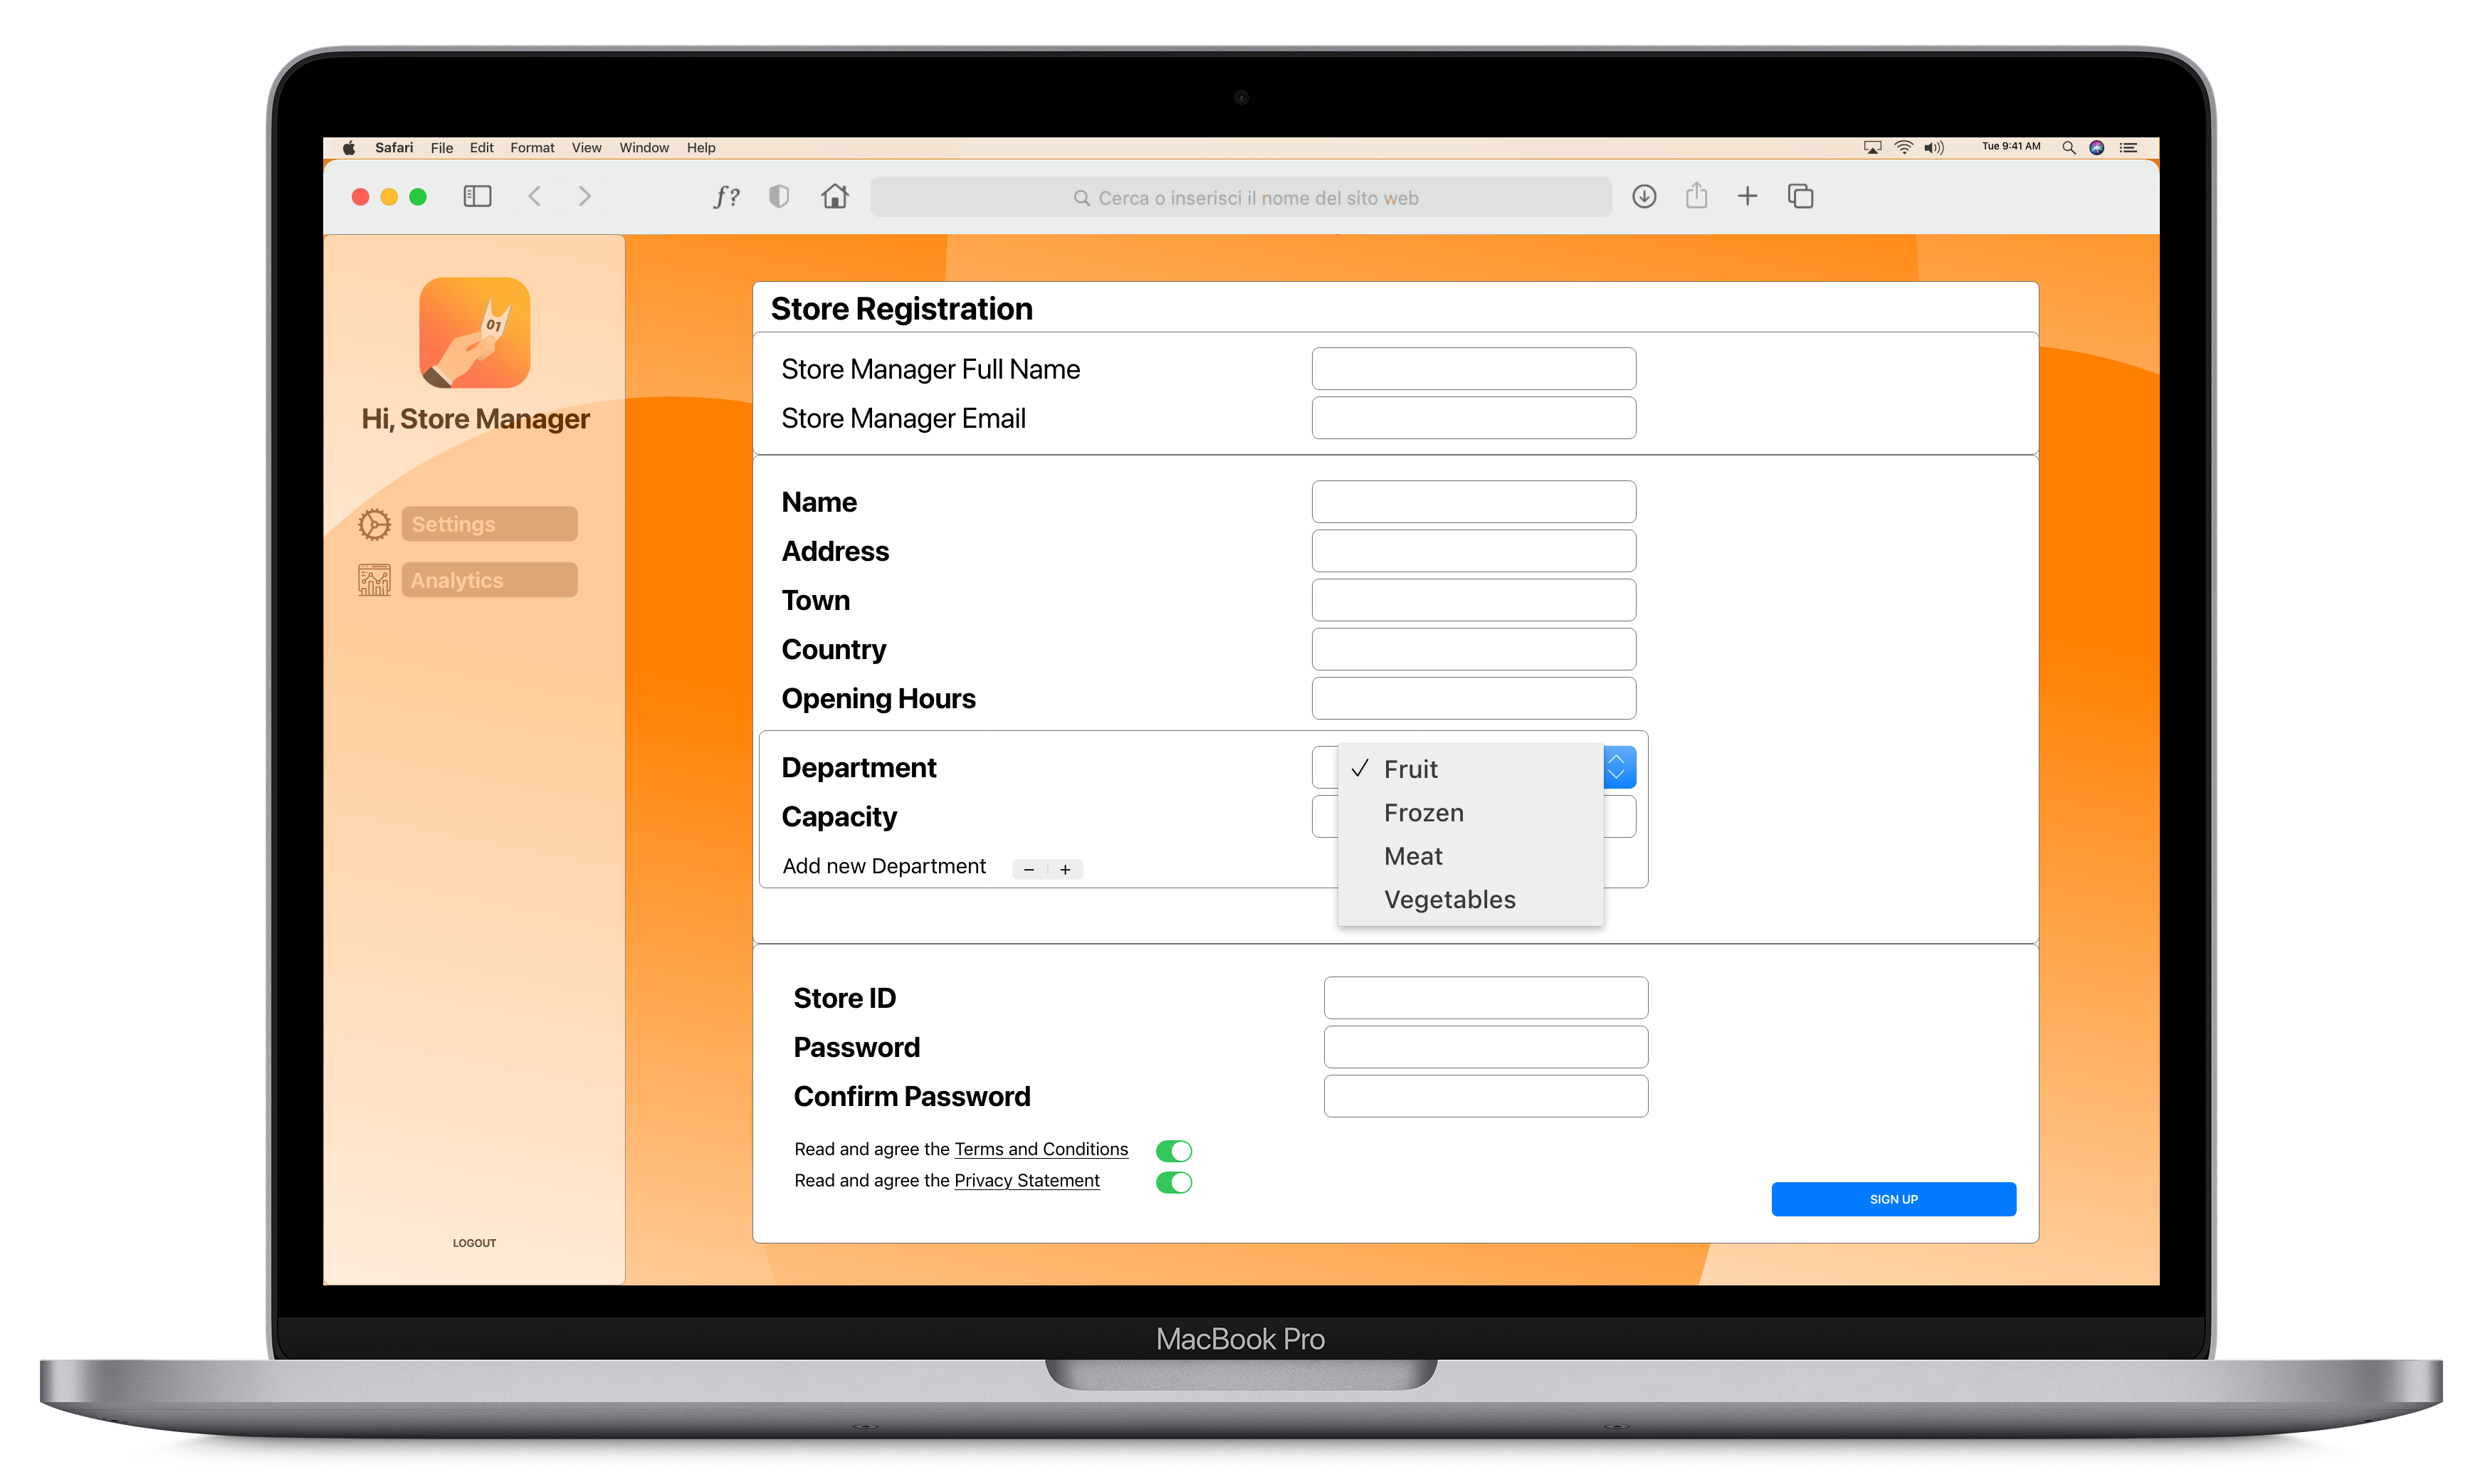 Safari File Edit Format View Window Help Tue 9:41 AM
f? Cerca o inserisci il nome del sito web
01
Hi, Store Manager
Settings
Analytics
LOGOUT
Store Registration
Store Manager Full Name
Store Manager Email
Name
Address
Town
Country
Opening Hours
Department
Capacity
Add new Department − +
✓ Fruit
Frozen
Meat
Vegetables
Store ID
Password
Confirm Password
Read and agree the Terms and Conditions
Read and agree the Privacy Statement
SIGN UP
MacBook Pro